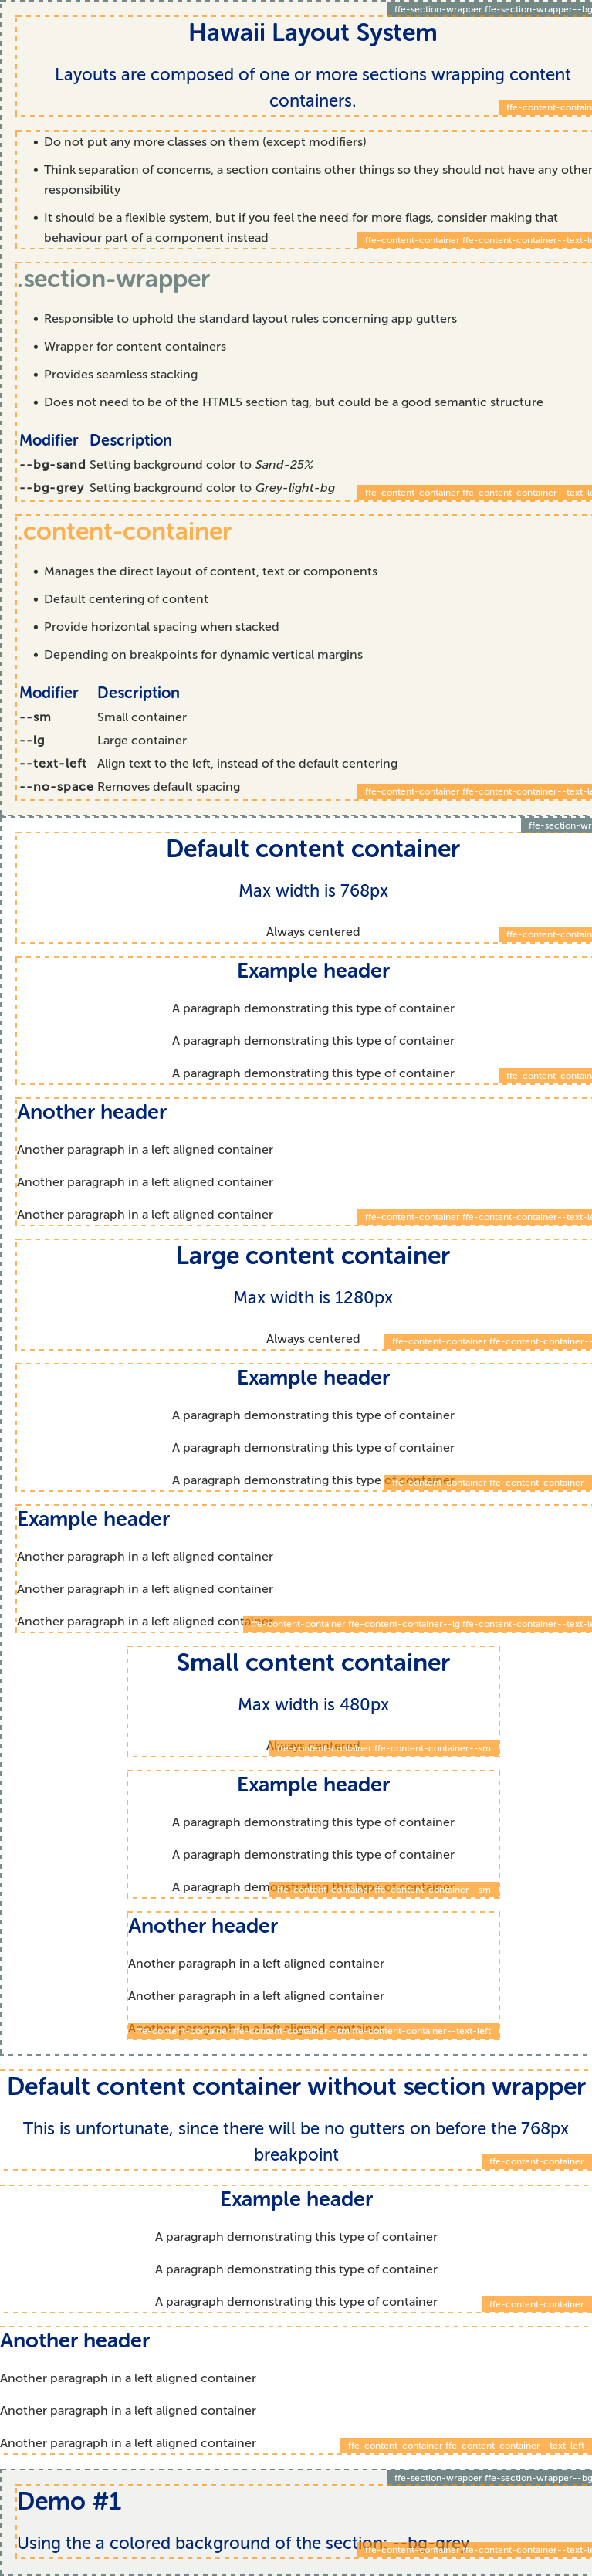 ffe-section-wrapper ffe-section-wrapper--bg
Hawaii Layout System
Layouts are composed of one or more sections wrapping content
containers.
ffe-content-contain
• Do not put any more classes on them (except modifiers)
• Think separation of concerns, a section contains other things so they should not have any other
responsibility
• It should be a flexible system, but if you feel the need for more flags, consider making that
behaviour part of a component instead
ffe-content-container ffe-content-container--text-le
.section-wrapper
• Responsible to uphold the standard layout rules concerning app gutters
• Wrapper for content containers
• Provides seamless stacking
• Does not need to be of the HTML5 section tag, but could be a good semantic structure
Modifier Description
--bg-sand Setting background color to Sand-25%
--bg-grey Setting background color to Grey-light-bg
ffe-content-container ffe-content-container--text-le
.content-container
• Manages the direct layout of content, text or components
• Default centering of content
• Provide horizontal spacing when stacked
• Depending on breakpoints for dynamic vertical margins
Modifier Description
--sm Small container
--lg Large container
--text-left Align text to the left, instead of the default centering
--no-space Removes default spacing
ffe-content-container ffe-content-container--text-le
ffe-section-wr
Default content container
Max width is 768px
Always centered
ffe-content-contain
Example header
A paragraph demonstrating this type of container
A paragraph demonstrating this type of container
A paragraph demonstrating this type of container
ffe-content-contain
Another header
Another paragraph in a left aligned container
Another paragraph in a left aligned container
Another paragraph in a left aligned container
ffe-content-container ffe-content-container--text-le
Large content container
Max width is 1280px
Always centered
ffe-content-container ffe-content-container--
Example header
A paragraph demonstrating this type of container
A paragraph demonstrating this type of container
A paragraph demonstrating this type of container
ffe-content-container ffe-content-container--
Example header
Another paragraph in a left aligned container
Another paragraph in a left aligned container
Another paragraph in a left aligned container
ffe-content-container ffe-content-container--lg ffe-content-container--text-le
Small content container
Max width is 480px
Always centered
ffe-content-container ffe-content-container--sm
Example header
A paragraph demonstrating this type of container
A paragraph demonstrating this type of container
A paragraph demonstrating this type of container
ffe-content-container ffe-content-container--sm
Another header
Another paragraph in a left aligned container
Another paragraph in a left aligned container
Another paragraph in a left aligned container
ffe-content-container ffe-content-container--sm ffe-content-container--text-left
Default content container without section wrapper
This is unfortunate, since there will be no gutters on before the 768px
breakpoint
ffe-content-container
Example header
A paragraph demonstrating this type of container
A paragraph demonstrating this type of container
A paragraph demonstrating this type of container
ffe-content-container
Another header
Another paragraph in a left aligned container
Another paragraph in a left aligned container
Another paragraph in a left aligned container
ffe-content-container ffe-content-container--text-left
ffe-section-wrapper ffe-section-wrapper--bg
Demo #1
Using the a colored background of the section: --bg-grey
ffe-content-container ffe-content-container--text-le